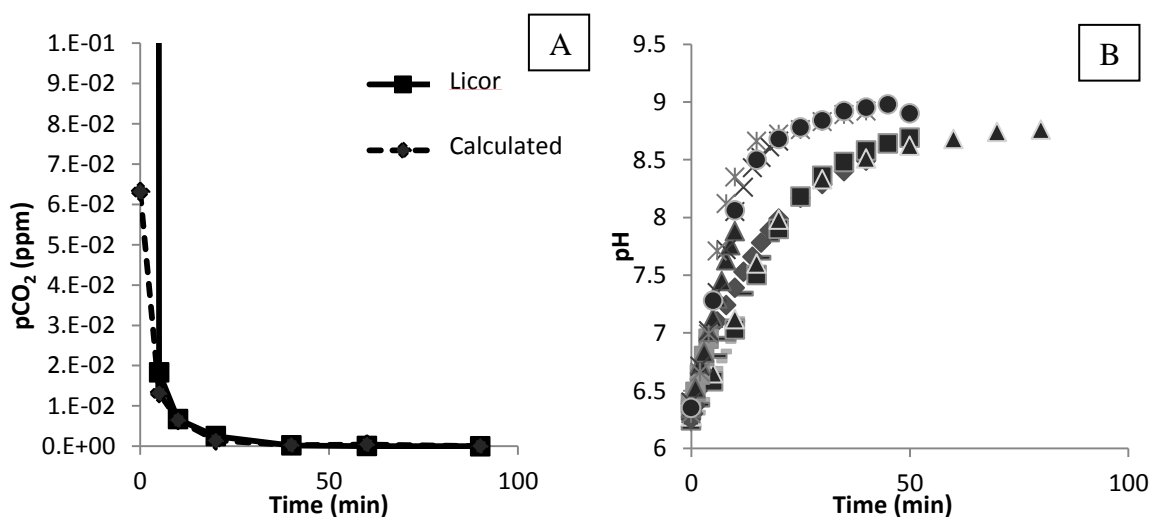 A
1.E-01
9.E-02
8.E-02
7.E-02
6.E-02
5.E-02
4.E-02
3.E-02
2.E-02
1.E-02
0.E+00
pCO2 (ppm)
Licor
Calculated
0 50 100
Time (min)
B
9.5
9
8.5
8
7.5
7
6.5
6
pH
0 50 100
Time (min)